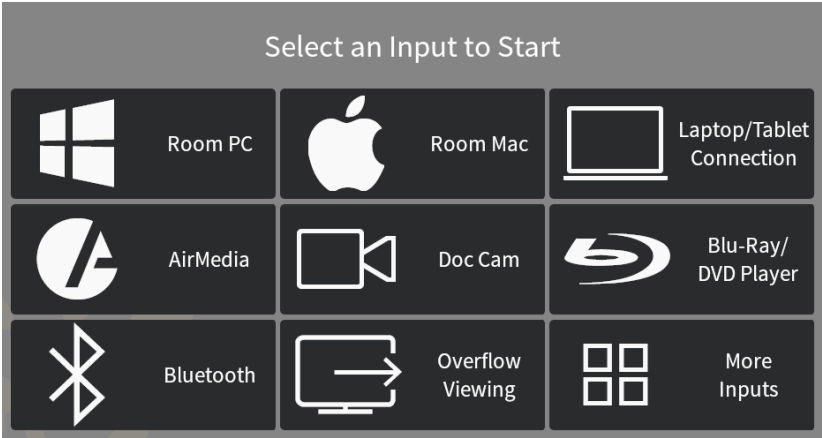 Select an Input to Start
Room PC
Room Mac
Laptop/Tablet
Connection
AirMedia
Doc Cam
Blu-Ray/
DVD Player
Bluetooth
Overflow
Viewing
More
Inputs